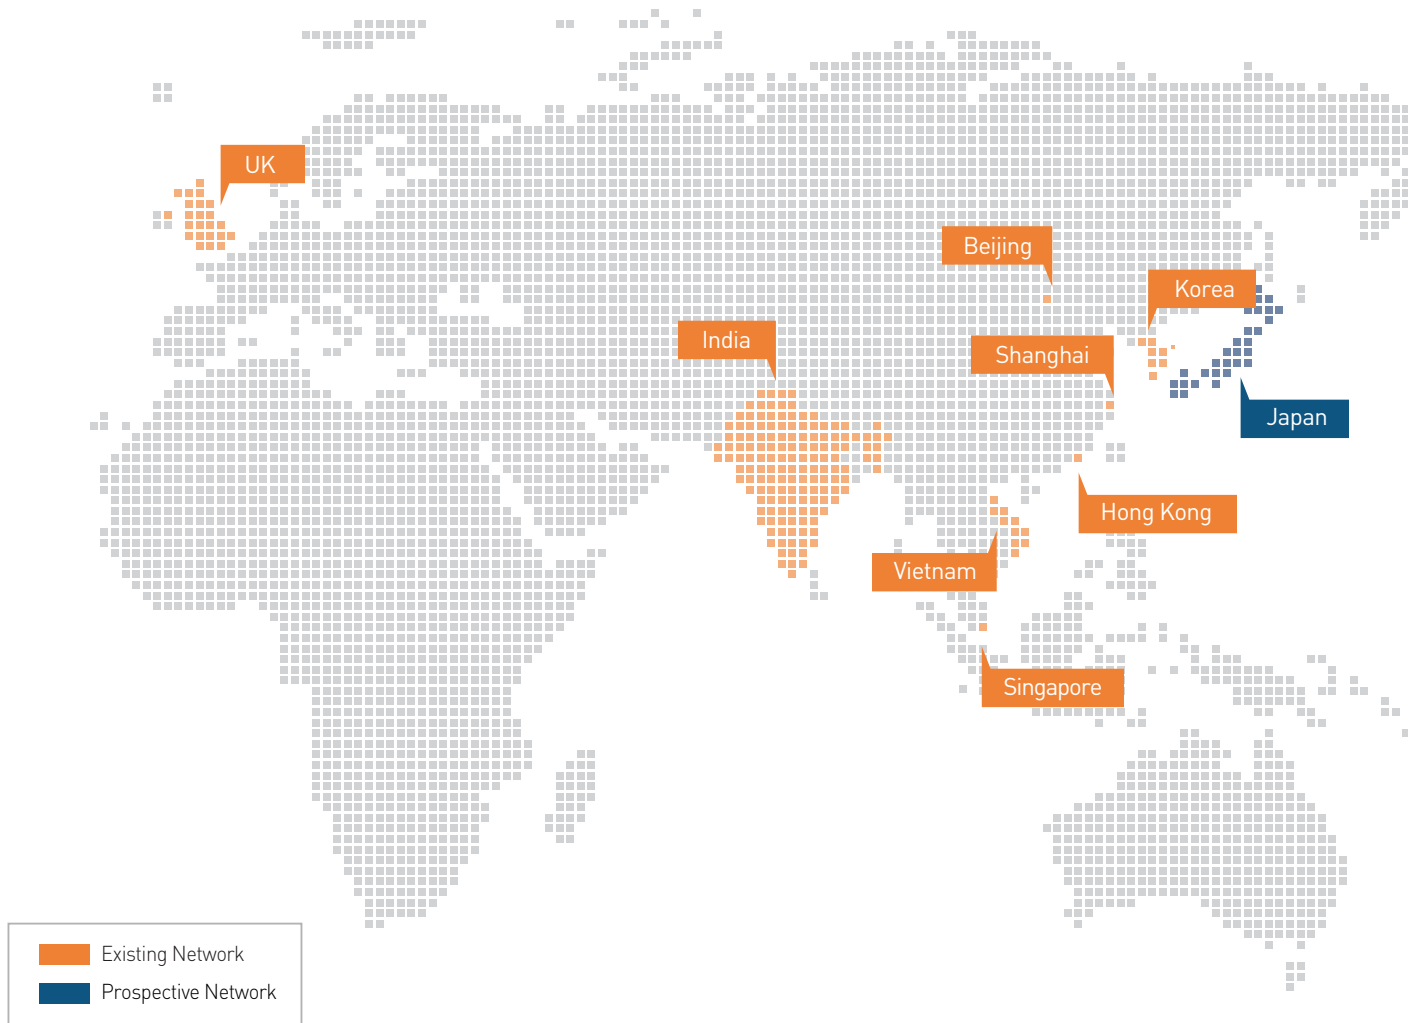 UK
Beijing
Korea
India
Shanghai
Japan
Hong Kong
Vietnam
Singapore
Existing Network
Prospective Network